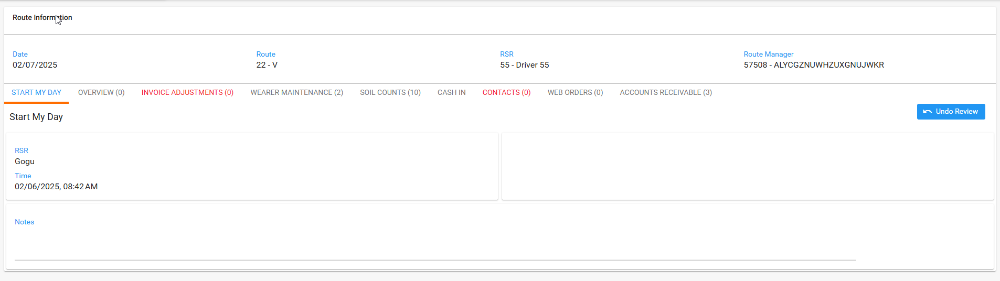 Route Information
Date Route RSR Route Manager
02/07/2025 22 - V 55 - Driver 55 57508 - ALYCGZNUWHZUXGNUJWKR
START MY DAY OVERVIEW (0) INVOICE ADJUSTMENTS (0) WEARER MAINTENANCE (2) SOIL COUNTS (10) CASH IN CONTACTS (0) WEB ORDERS (0) ACCOUNTS RECEIVABLE (3)
Start My Day Undo Review
RSR
Gogu
Time
02/06/2025, 08:42 AM
Notes